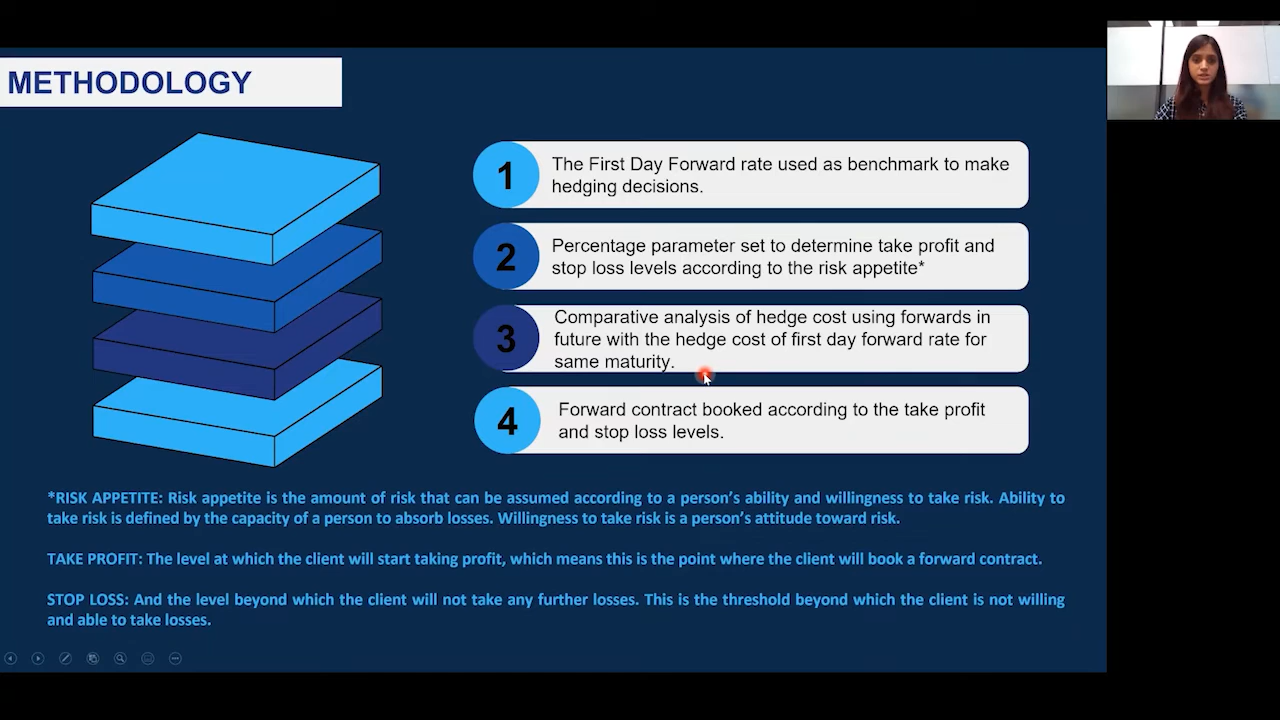 METHODOLOGY
1
The First Day Forward rate used as benchmark to make
hedging decisions.
2
Percentage parameter set to determine take profit and
stop loss levels according to the risk appetite*
3
Comparative analysis of hedge cost using forwards in
future with the hedge cost of first day forward rate for
same maturity.
4
Forward contract booked according to the take profit
and stop loss levels.
*RISK APPETITE: Risk appetite is the amount of risk that can be assumed according to a person’s ability and willingness to take risk. Ability to
take risk is defined by the capacity of a person to absorb losses. Willingness to take risk is a person’s attitude toward risk.
TAKE PROFIT: The level at which the client will start taking profit, which means this is the point where the client will book a forward contract.
STOP LOSS: And the level beyond which the client will not take any further losses. This is the threshold beyond which the client is not willing
and able to take losses.